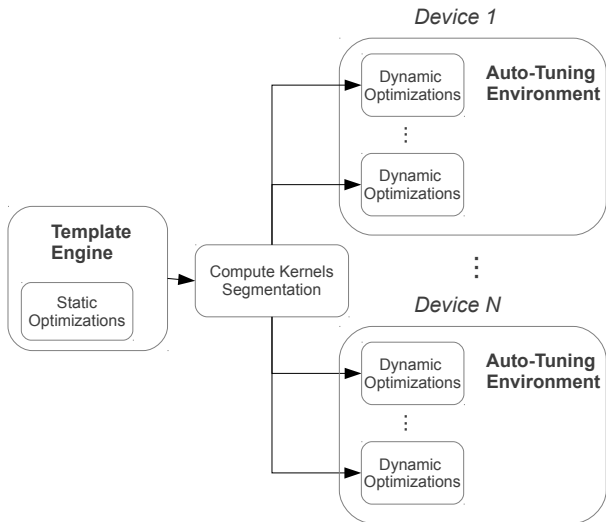 Device 1
Dynamic
Optimizations
Auto-Tuning
Environment
⋮
Dynamic
Optimizations
Template
Engine
Static
Optimizations
Compute Kernels
Segmentation
⋮
Device N
Dynamic
Optimizations
Auto-Tuning
Environment
⋮
Dynamic
Optimizations